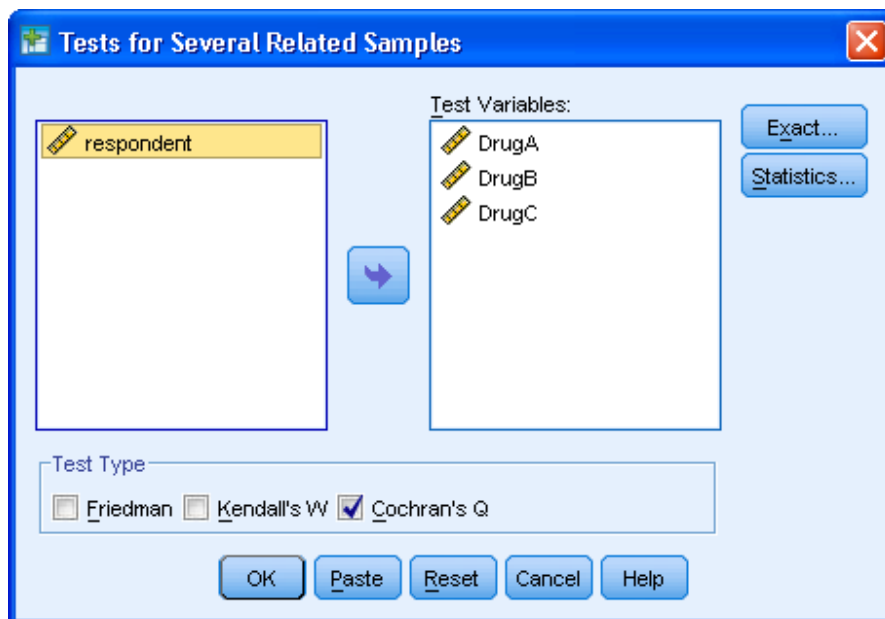 Tests for Several Related Samples
respondent
Test Variables:
DrugA
DrugB
DrugC
Exact...
Statistics...
Test Type
Friedman
Kendall's W
Cochran's Q
OK
Paste
Reset
Cancel
Help